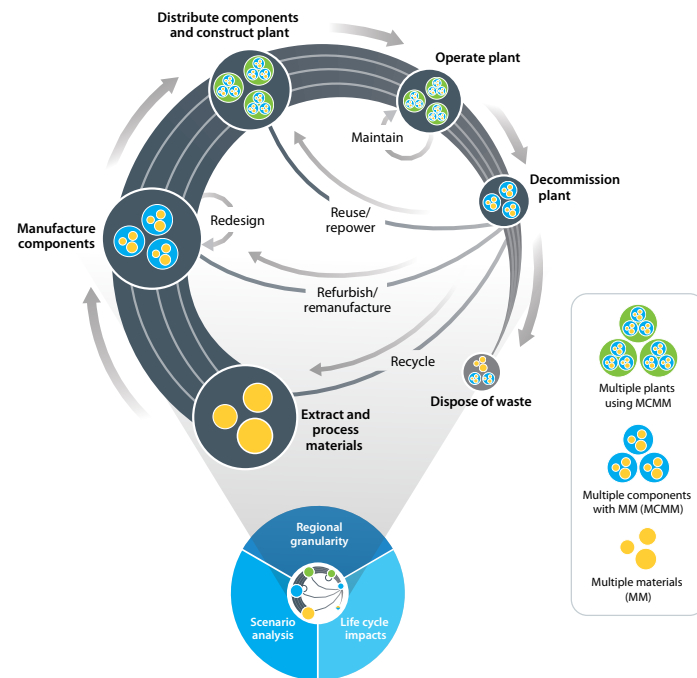 Distribute components
and construct plant
Operate plant
Maintain
Decommission
plant
Manufacture
components
Redesign
Reuse/
repower
Refurbish/
remanufacture
Recycle
Dispose of waste
Extract and
process
materials
Regional
granularity
Scenario
analysis
Life cycle
impacts
Multiple plants
using MCMM
Multiple components
with MM (MCMM)
Multiple materials
(MM)